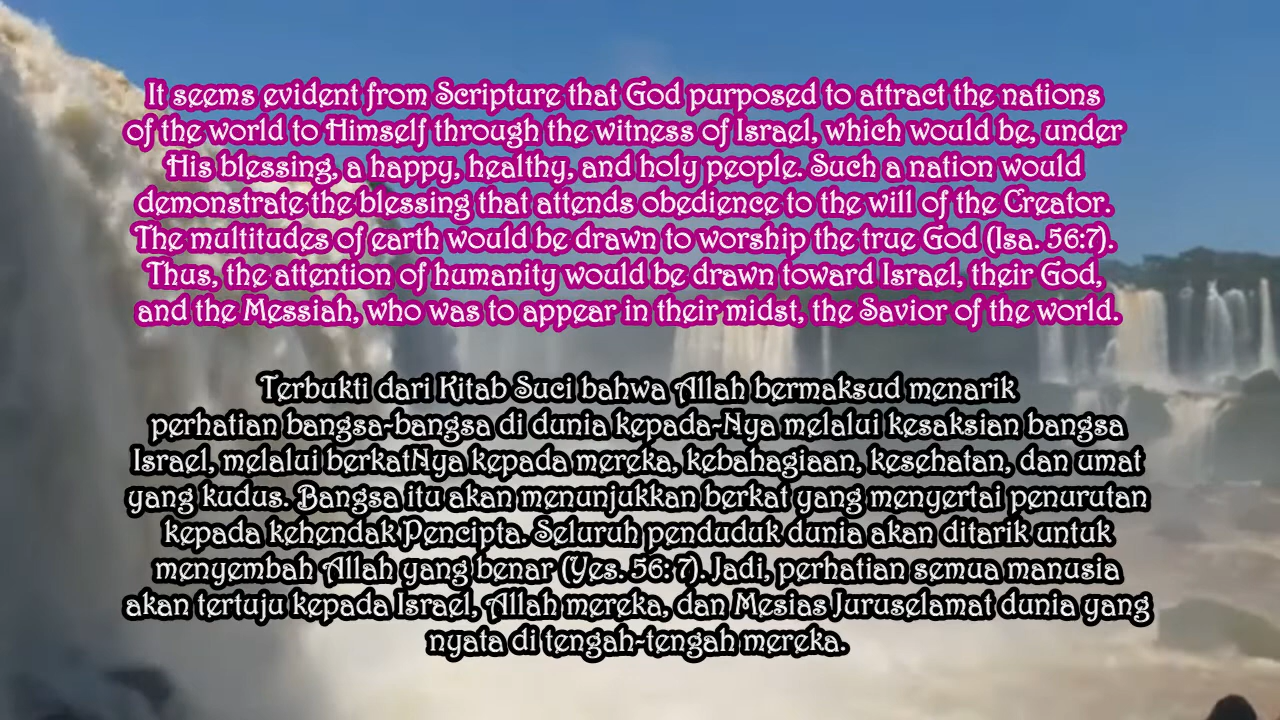 It seems evident from Scripture that God purposed to attract the nations
of the world to Himself through the witness of Israel, which would be, under
His blessing, a happy, healthy, and holy people. Such a nation would
demonstrate the blessing that attends obedience to the will of the Creator.
The multitudes of earth would be drawn to worship the true God (Isa. 56:7).
Thus, the attention of humanity would be drawn toward Israel, their God,
and the Messiah, who was to appear in their midst, the Savior of the world.
Terbukti dari Kitab Suci bahwa Allah bermaksud menarik
perhatian bangsa-bangsa di dunia kepada-Nya melalui kesaksian bangsa
Israel, melalui berkatNya kepada mereka, kebahagiaan, kesehatan, dan umat
yang kudus. Bangsa itu akan menunjukkan berkat yang menyertai penurutan
kepada kehendak Pencipta. Seluruh penduduk dunia akan ditarik untuk
menyembah Allah yang benar (Yes. 56: 7). Jadi, perhatian semua manusia
akan tertuju kepada Israel, Allah mereka, dan Mesias Juruselamat dunia yang
nyata di tengah-tengah mereka.